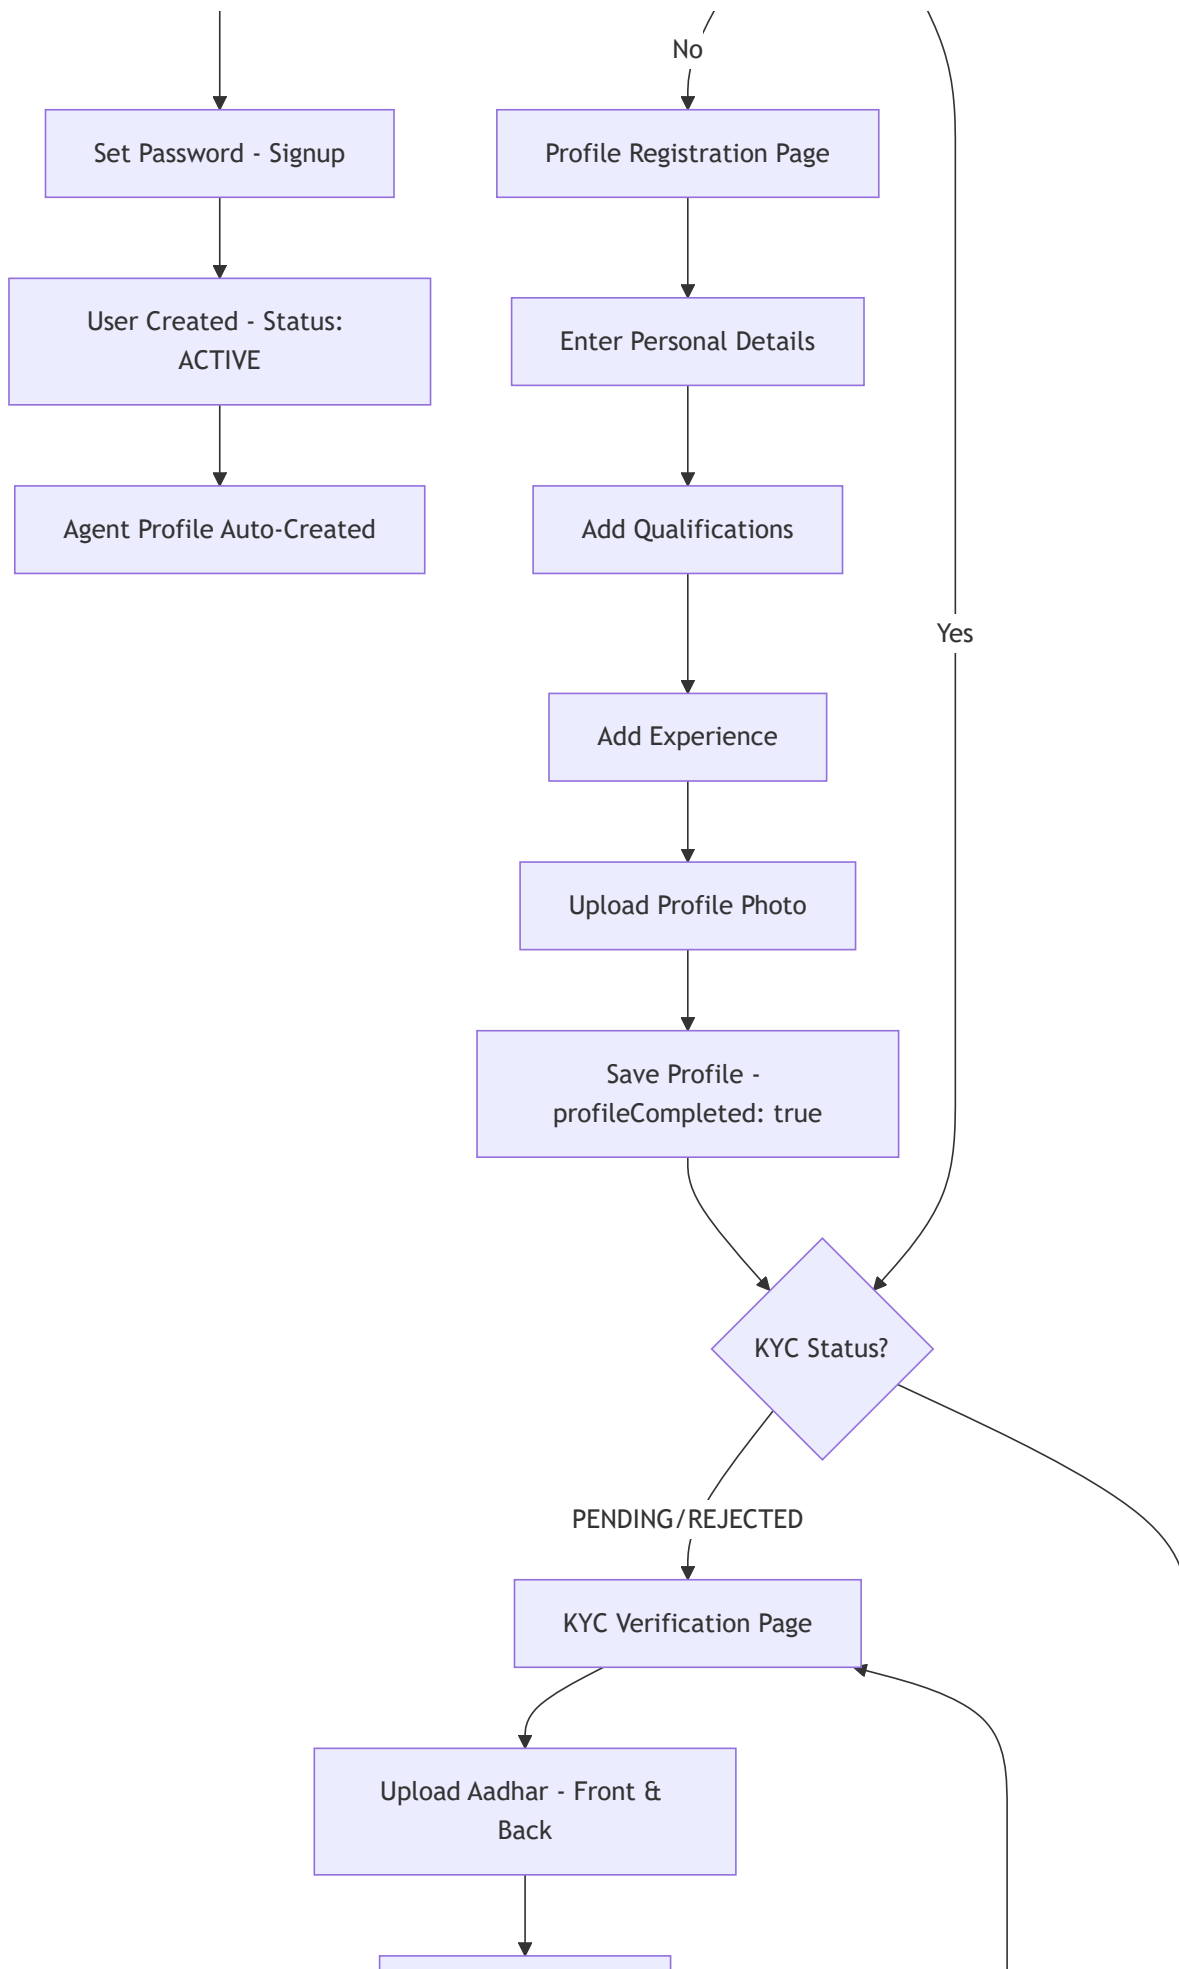 No
Set Password - Signup
Profile Registration Page
User Created - Status:
ACTIVE
Enter Personal Details
Agent Profile Auto-Created
Add Qualifications
Yes
Add Experience
Upload Profile Photo
Save Profile -
profileCompleted: true
KYC Status?
PENDING/REJECTED
KYC Verification Page
Upload Aadhar - Front &
Back